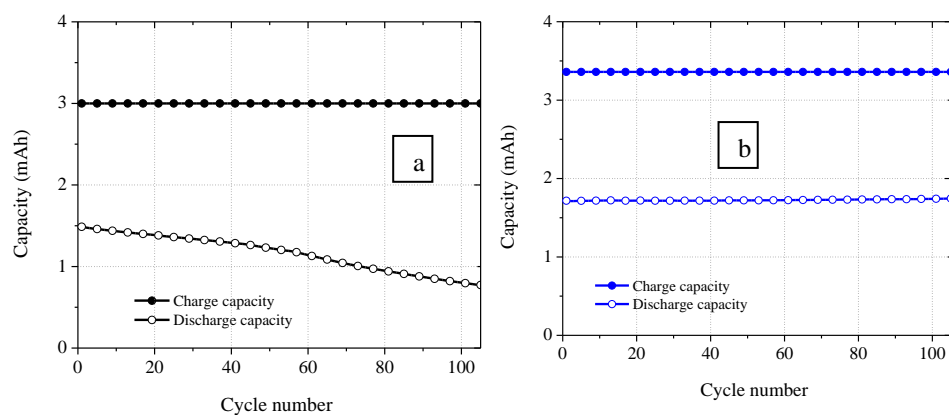 4
3
2
1
0
Capacity (mAh)
a
Charge capacity
Discharge capacity
0 20 40 60 80 100
Cycle number
4
3
2
1
0
Capacity (mAh)
b
Charge capacity
Discharge capacity
0 20 40 60 80 100
Cycle number